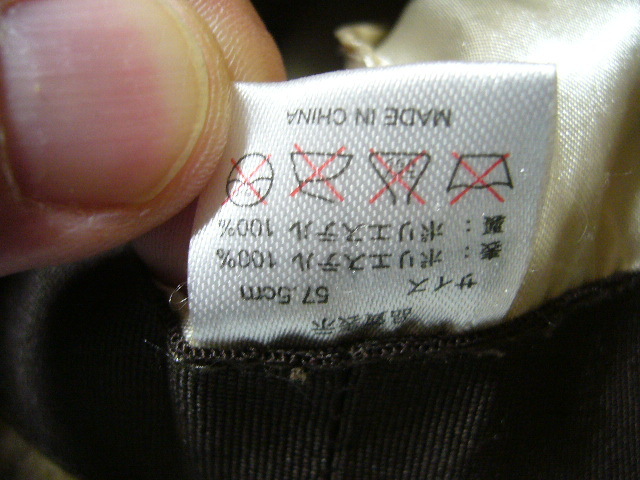 品質表示
サイズ 57.5cm
表：ポリエステル 100%
裏：ポリエステル 100%
MADE IN CHINA